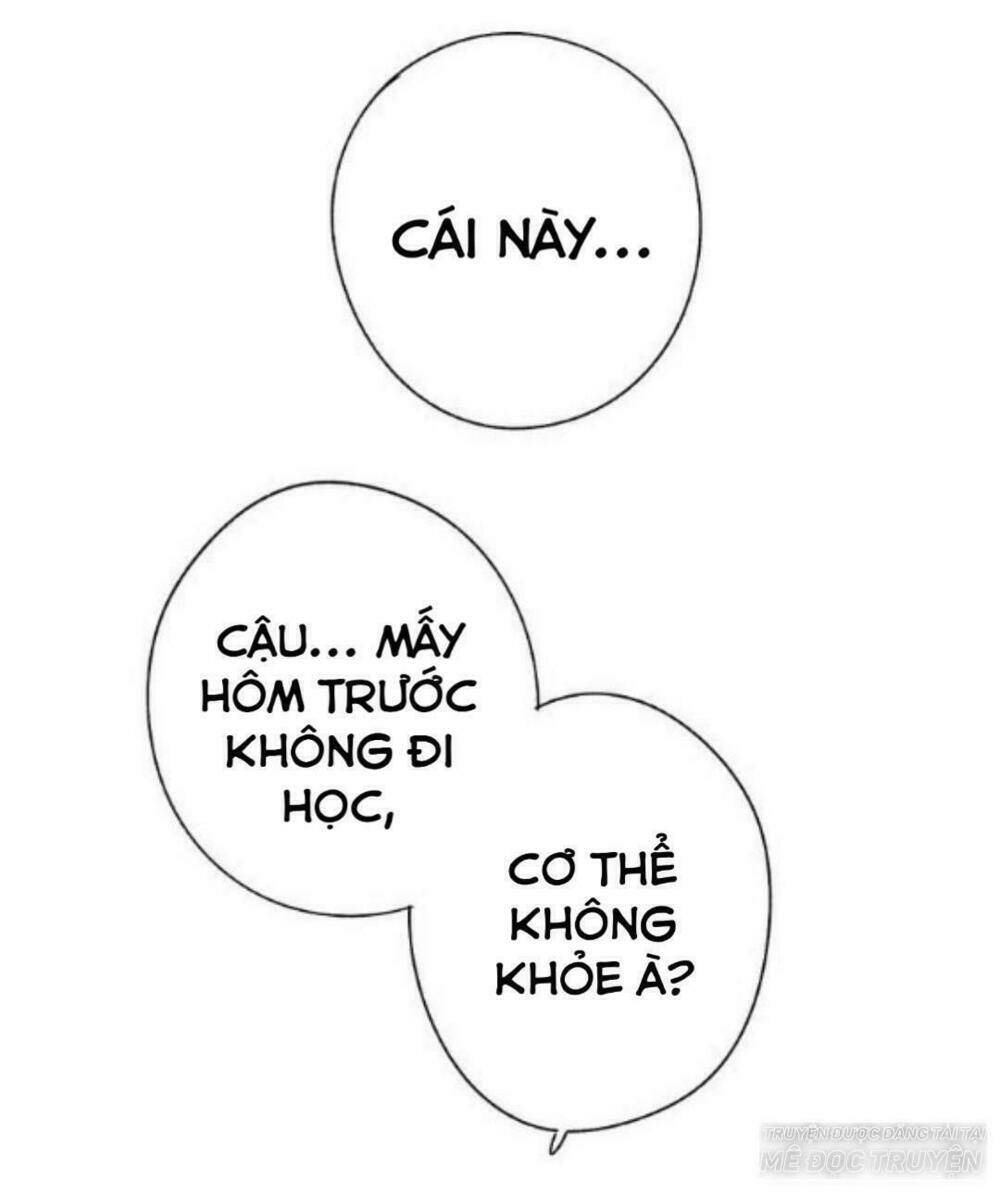 CÁI NÀY...
CẬU... MẤY
HÔM TRƯỚC
KHÔNG ĐI
HỌC,
CƠ THỂ
KHÔNG
KHỎE À?
TRUYỆN ĐƯỢC ĐĂNG TẢI TẠI
MÊ ĐỌC TRUYỆN